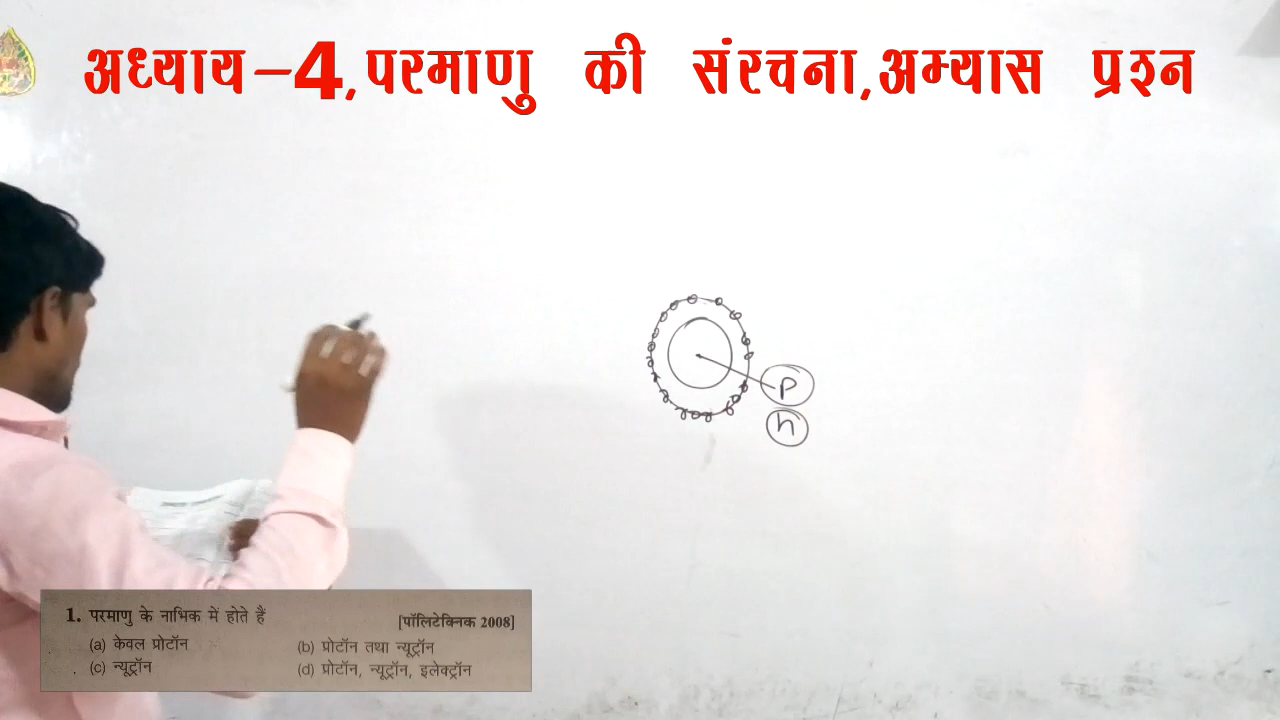 अध्याय-4,परमाणु की संरचना,अभ्यास प्रश्न
P
n
1. परमाणु के नाभिक में होते हैं [पॉलिटेक्निक 2008]
(a) केवल प्रोटॉन (b) प्रोटॉन तथा न्यूट्रॉन
(c) न्यूट्रॉन (d) प्रोटॉन, न्यूट्रॉन, इलेक्ट्रॉन